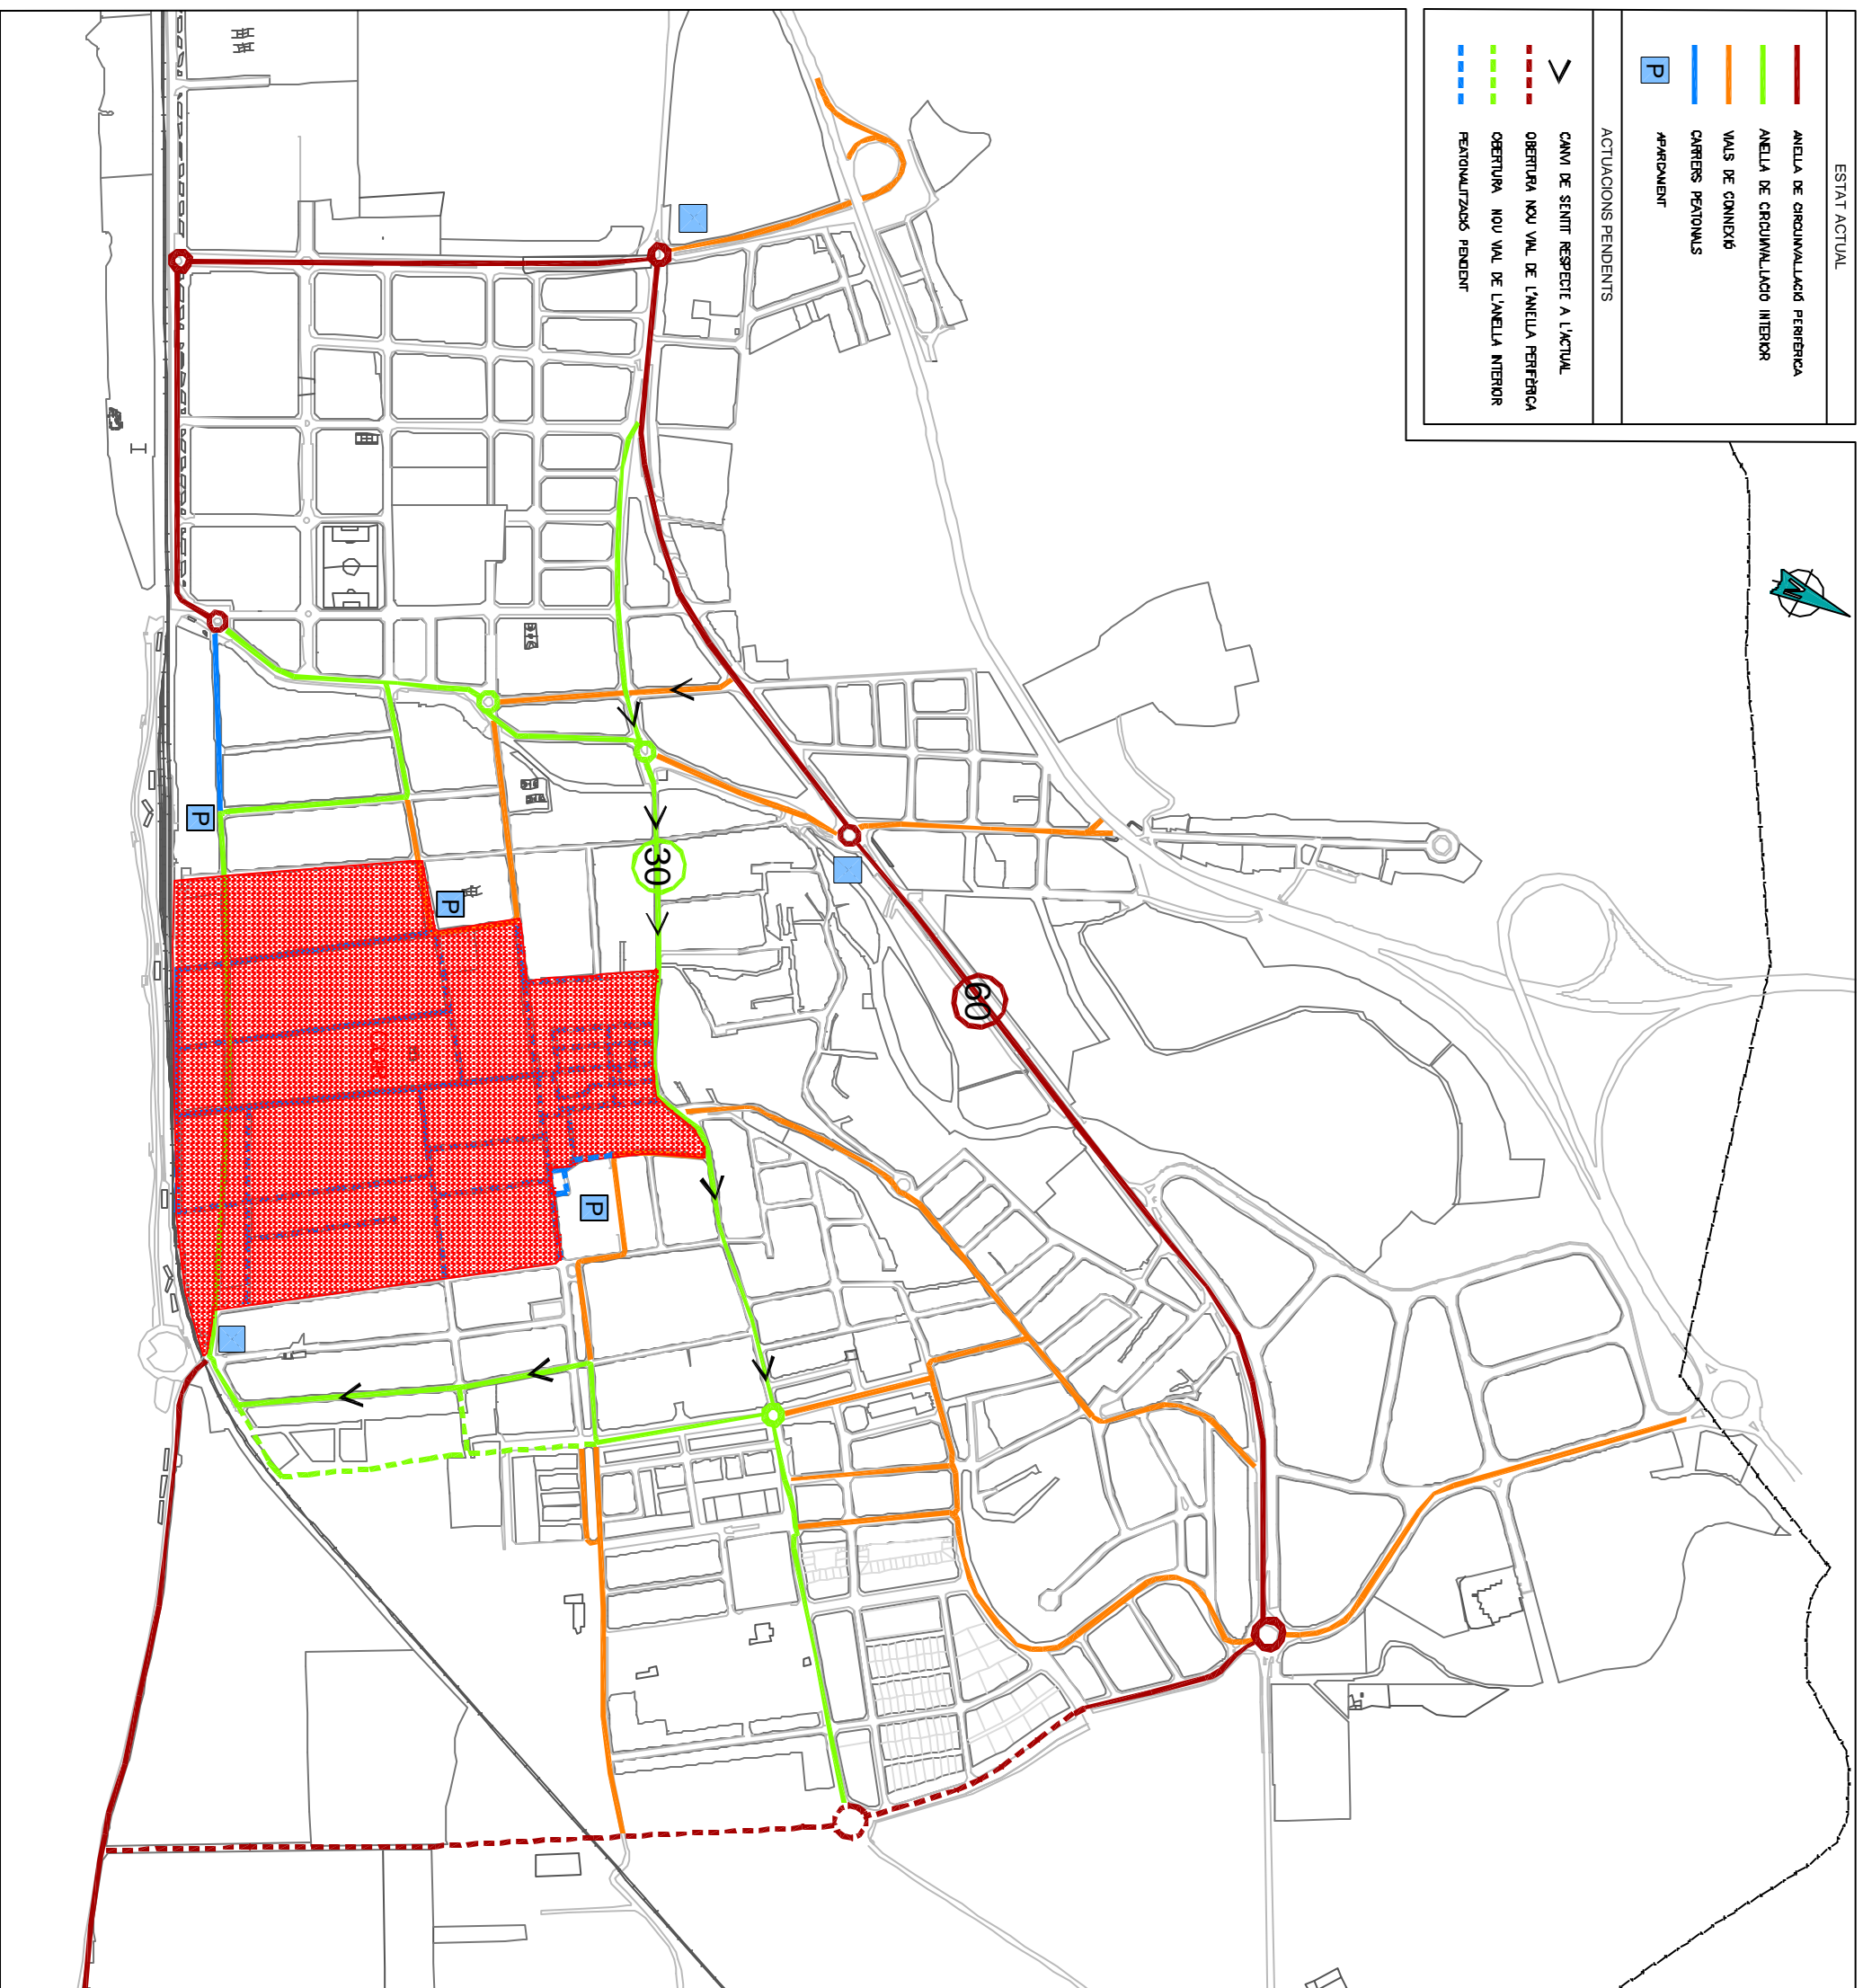 ESTAT ACTUAL
ANELLA DE CIRCUMVAL.LACIÓ PERIFÈRICA
ANELLA DE CIRCUMVAL.LACIÓ INTERIOR
VIALS DE CONNEXIÓ
CARRERS PEATONALS
P APARCAMENT
ACTUACIONS PENDENTS
CANVI DE SENTIT RESPECTE A L'ACTUAL
OBERTURA NOU VIAL DE L'ANELLA PERIFÈRICA
OBERTURA NOU VIAL DE L'ANELLA INTERIOR
PEATONALITZACIÓ PENDENT
N
60
30
P
P
P